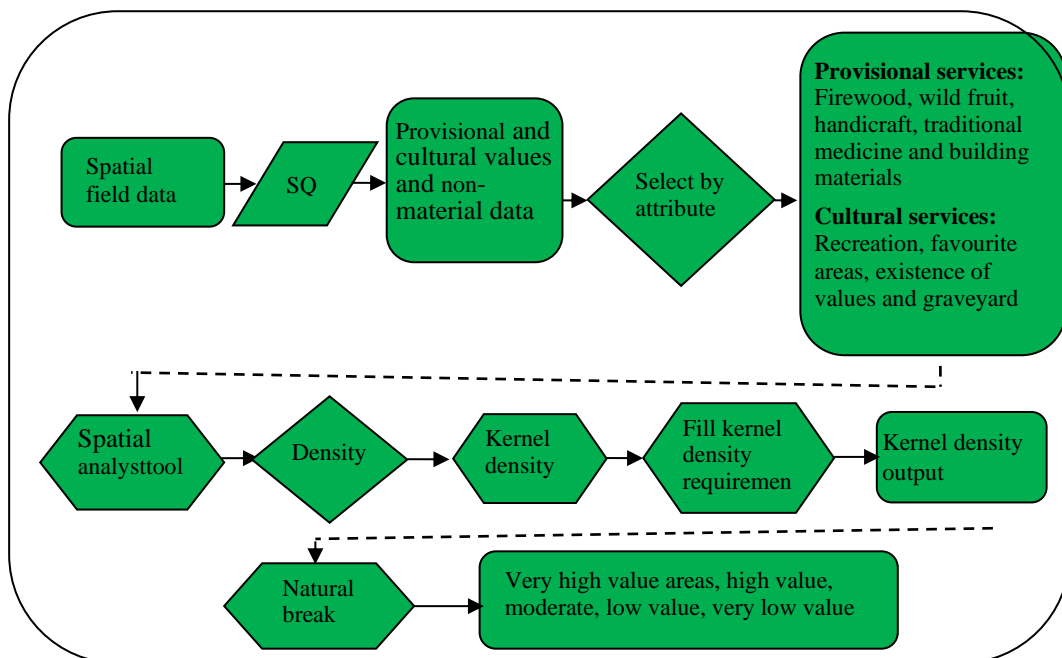 Spatial
field data
SQ
Provisional and
cultural values
and non-
material data
Select by
attribute
Provisional services:
Firewood, wild fruit,
handicraft, traditional
medicine and building
materials
Cultural services:
Recreation, favourite
areas, existence of
values and graveyard
Spatial
analysttool
Density
Kernel
density
Fill kernel
density
requiremen
Kernel density
output
Natural
break
Very high value areas, high value,
moderate, low value, very low value